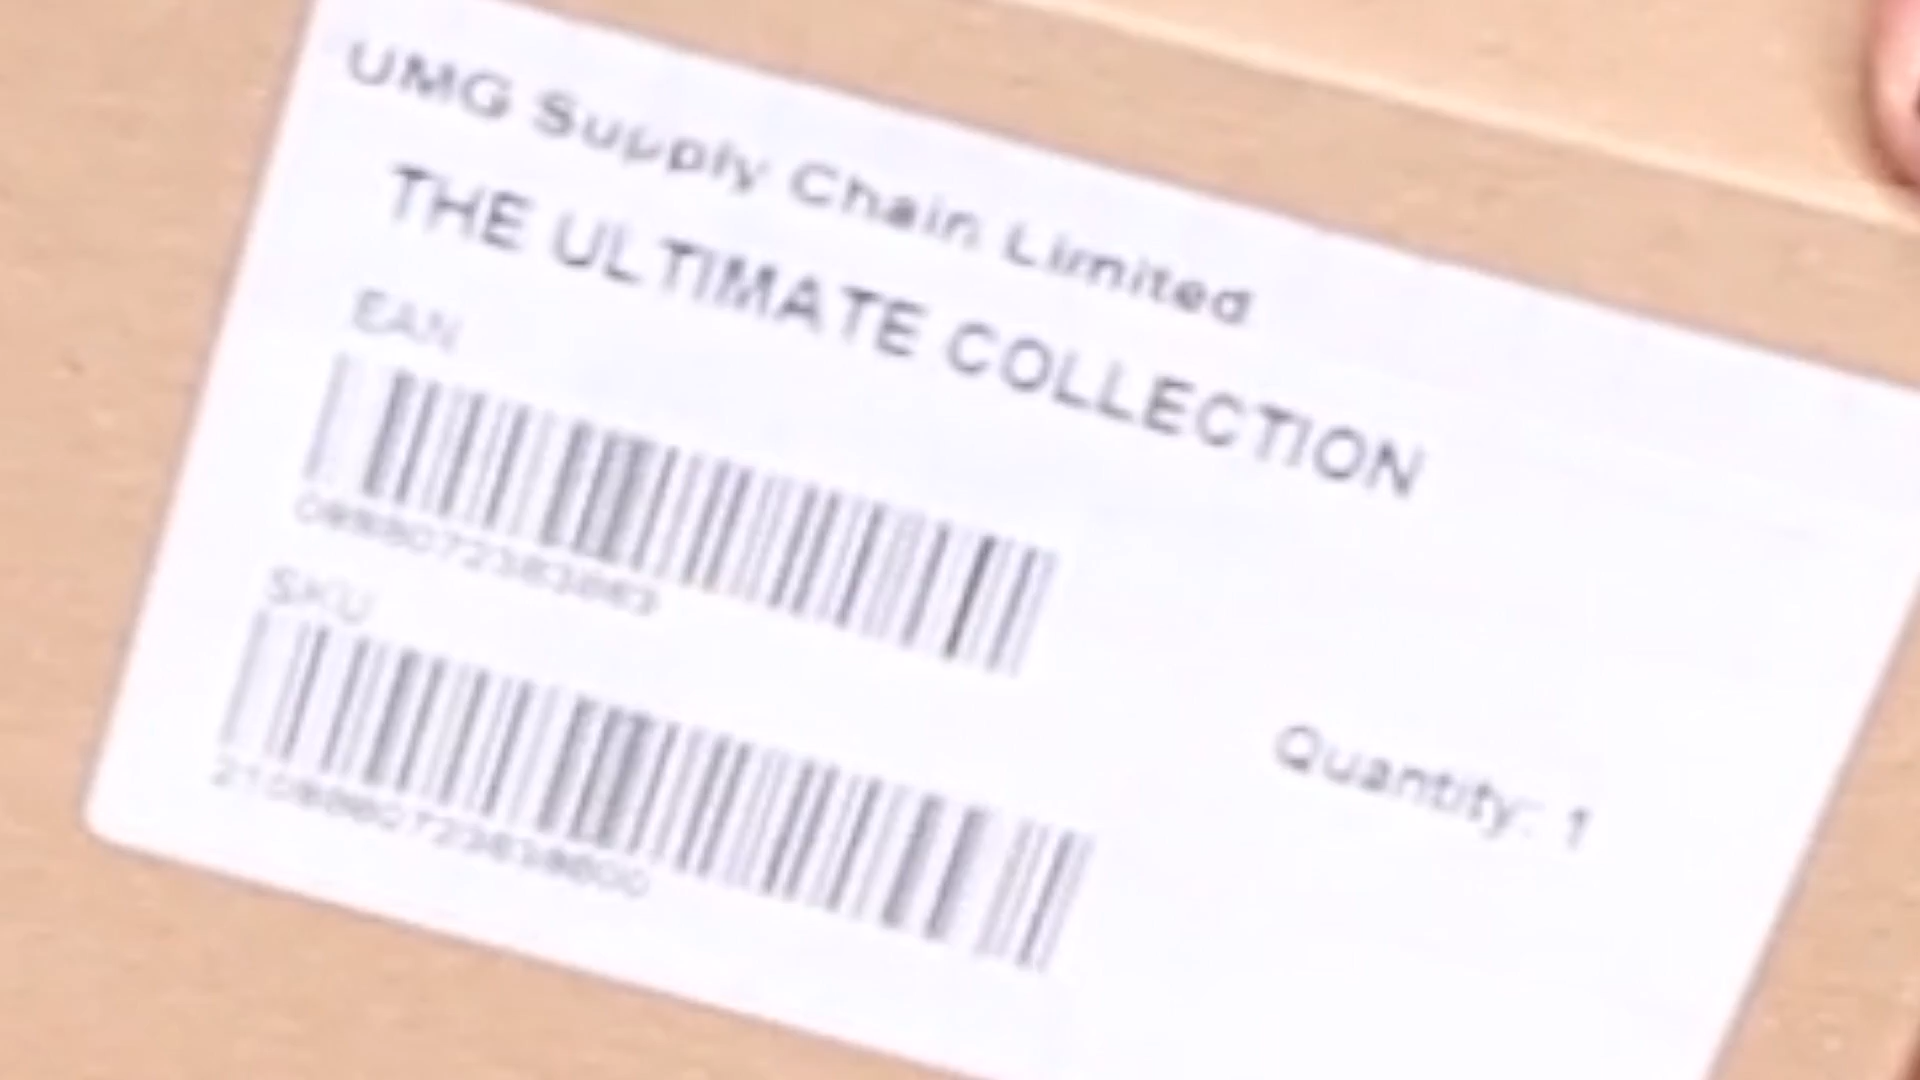 UMG Supply Chain Limited
THE ULTIMATE COLLECTION
EAN
SKU
Quantity: 1